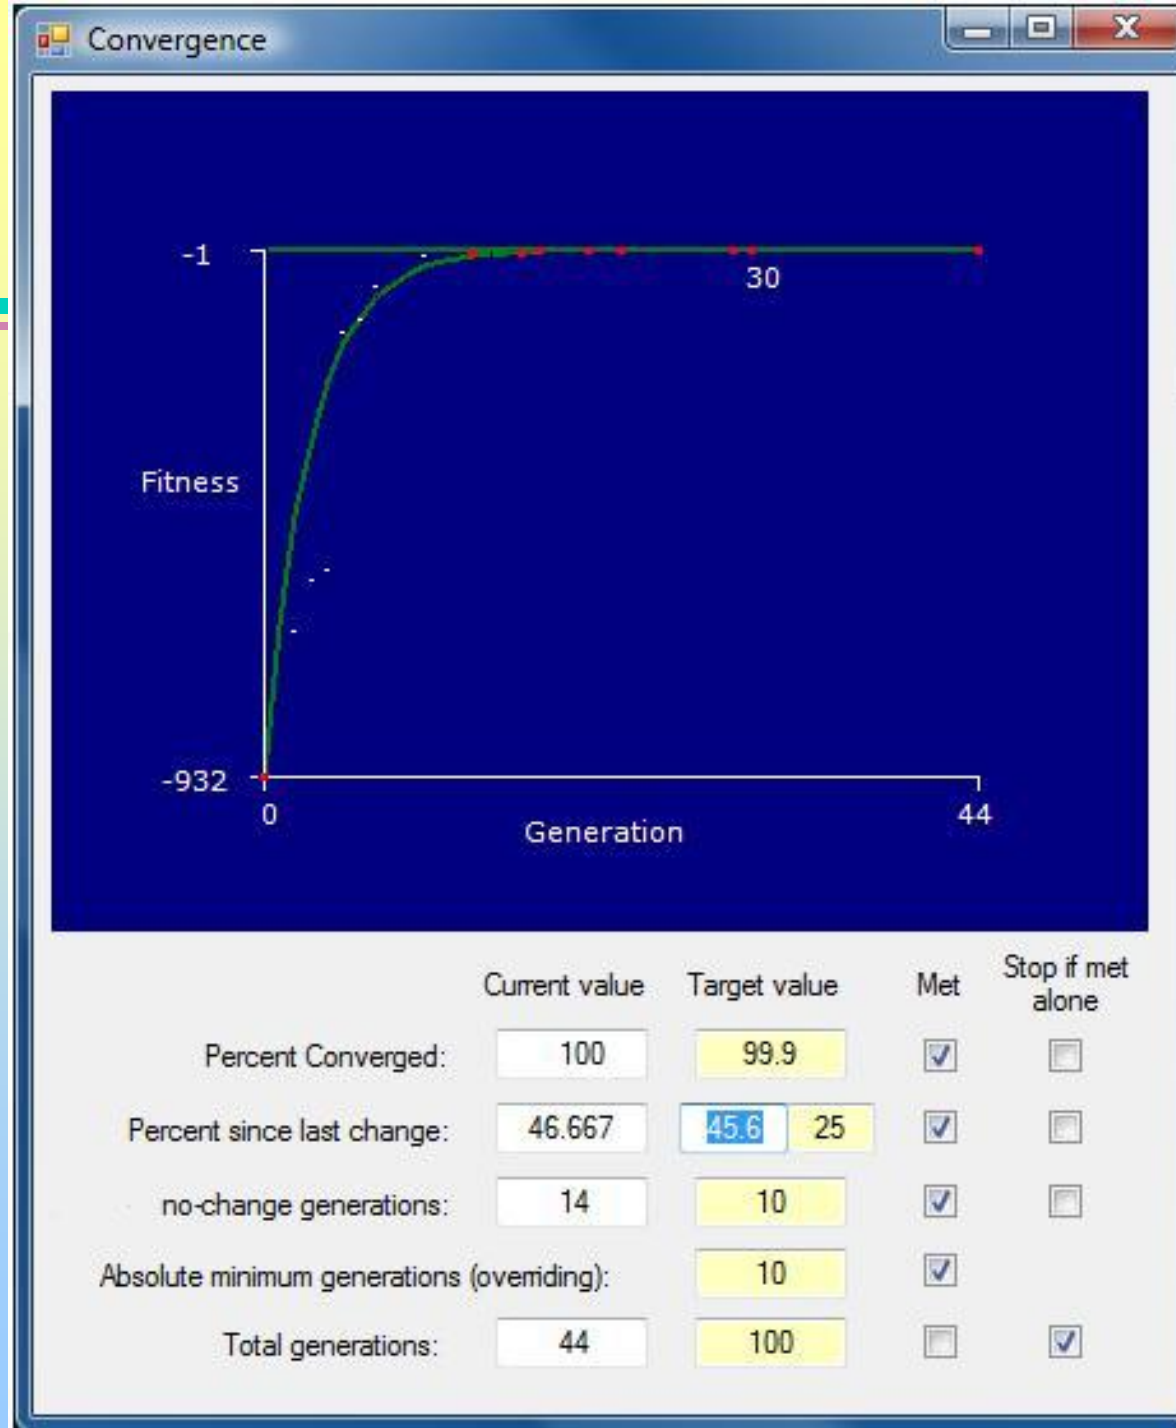 Convergence
-1
30
Fitness
-932
0
44
Generation
Current value Target value Met Stop if met alone
Percent Converged: 100 99.9
Percent since last change: 46.667 45.6 25
no-change generations: 14 10
Absolute minimum generations (overriding): 10
Total generations: 44 100